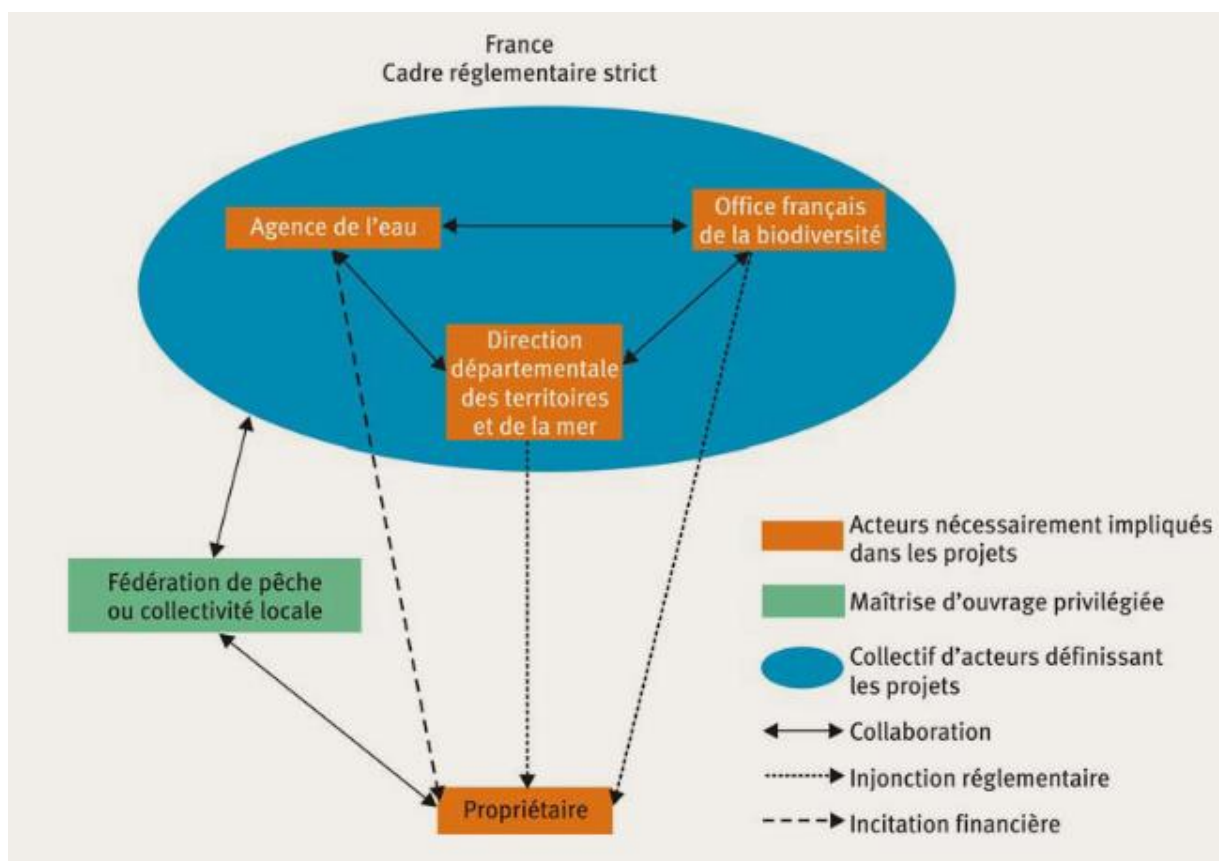 France
Cadre réglementaire strict
Agence de l'eau
Office français
de la biodiversité
Direction
départementale
des territoires
et de la mer
Fédération de pêche
ou collectivité locale
Propriétaire
Acteurs nécessairement impliqués
dans les projets
Maîtrise d'ouvrage privilégiée
Collectif d'acteurs définissant
les projets
Collaboration
Injonction réglementaire
Incitation financière